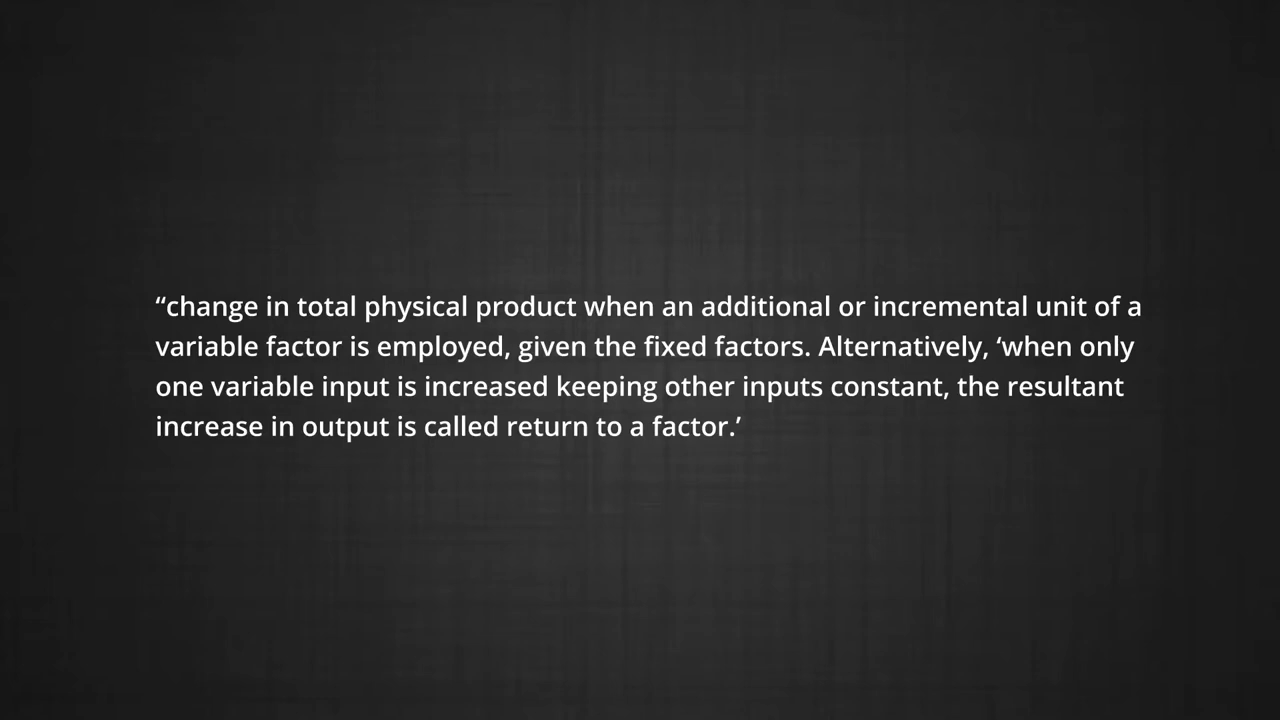 “change in total physical product when an additional or incremental unit of a
variable factor is employed, given the fixed factors. Alternatively, ‘when only
one variable input is increased keeping other inputs constant, the resultant
increase in output is called return to a factor.’